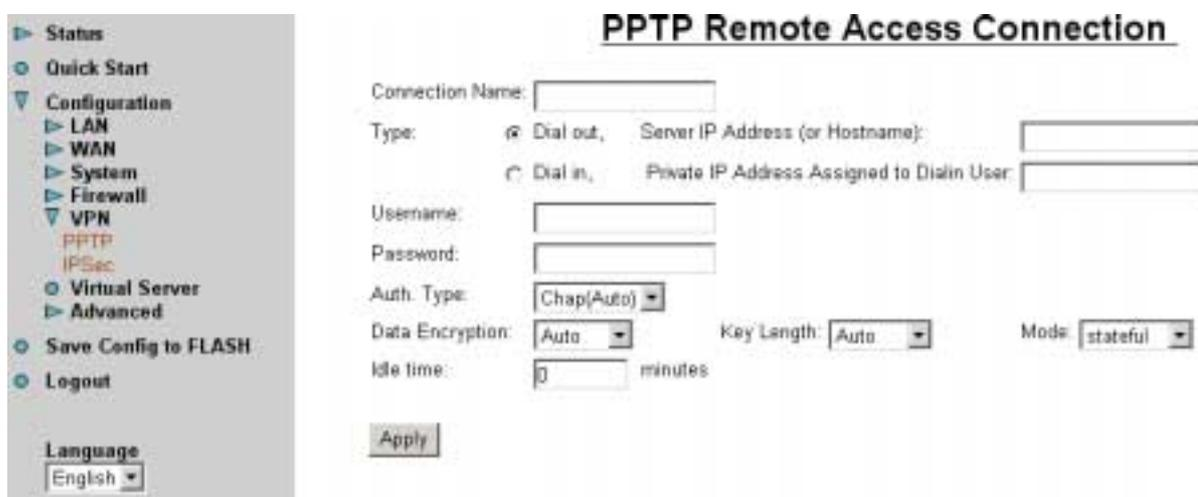 Status
Quick Start
Configuration
LAN
WAN
System
Firewall
VPN
PPTP
IPSec
Virtual Server
Advanced
Save Config to FLASH
Logout
Language
English
PPTP Remote Access Connection
Connection Name:
Type: Dial out, Server IP Address (or Hostname):
Dial in, Private IP Address Assigned to Dialin User:
Username:
Password:
Auth. Type: Chap(Auto)
Data Encryption: Auto Key Length: Auto Mode: stateful
Idle time: 0 minutes
Apply